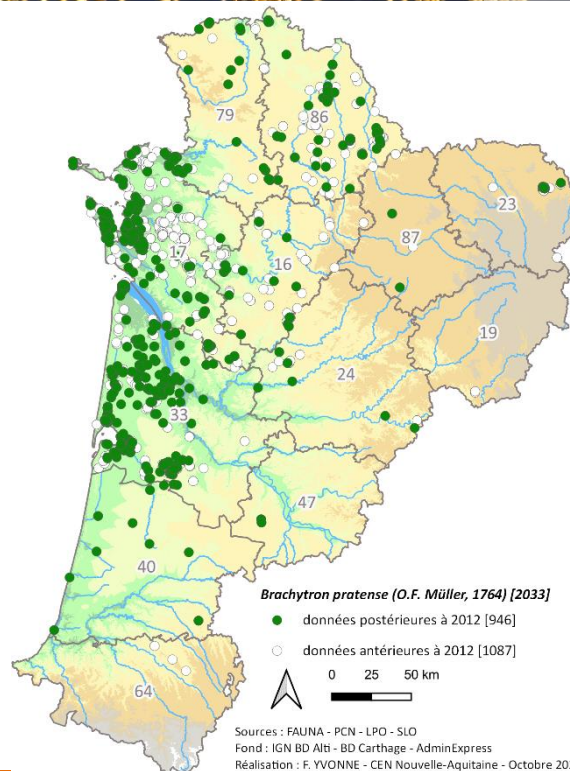 79
86
23
87
17
16
19
24
33
47
40
Brachytron pratense (O.F. Müller, 1764) [2033]
données postérieures à 2012 [946]
données antérieures à 2012 [1087]
64
0 25 50 km
Sources : FAUNA - PCN - LPO - SLO
Fond : IGN BD Alti - BD Carthage - AdminExpress
Réalisation : F. YVONNE - CEN Nouvelle-Aquitaine - Octobre